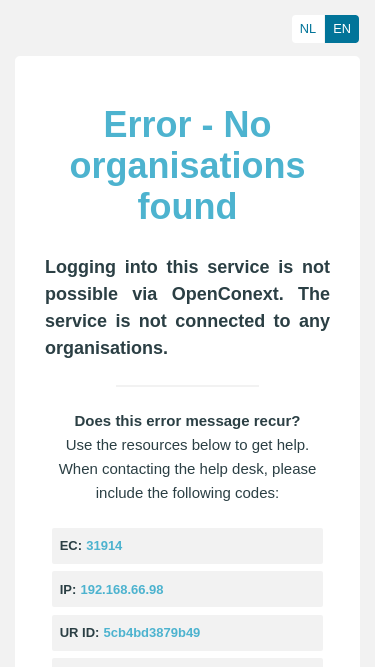 NL EN
Error - No
organisations
found
Logging into this service is not
possible via OpenConext. The
service is not connected to any
organisations.
Does this error message recur?
Use the resources below to get help.
When contacting the help desk, please
include the following codes:
EC: 31914
IP: 192.168.66.98
UR ID: 5cb4bd3879b49